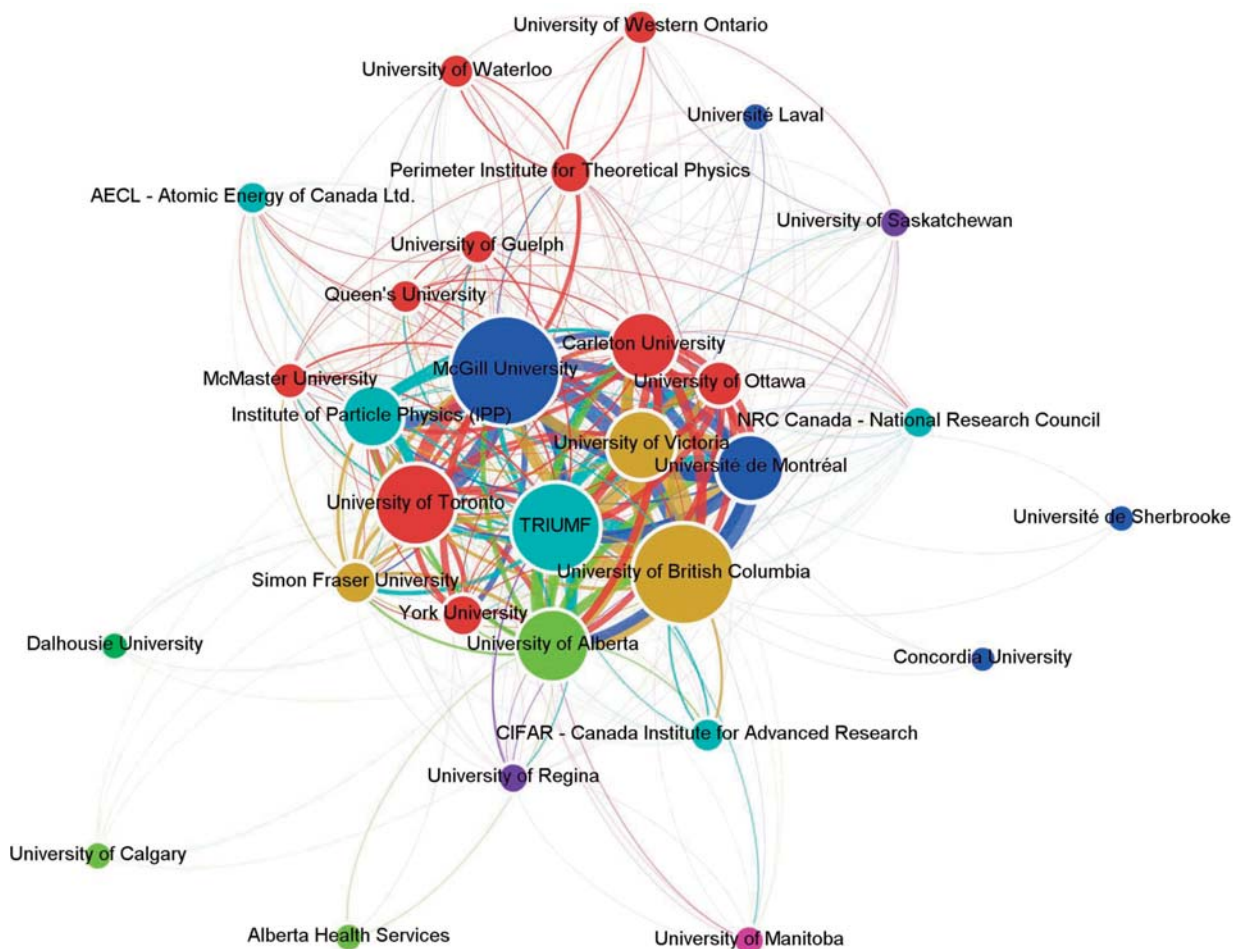 University of Western Ontario
University of Waterloo
Université Laval
Perimeter Institute for Theoretical Physics
AECL - Atomic Energy of Canada Ltd.
University of Saskatchewan
University of Guelph
Queen's University
Carleton University
McGill University
McMaster University
University of Ottawa
Institute of Particle Physics (IPP)
NRC Canada - National Research Council
University of Victoria
Université de Montréal
University of Toronto
TRIUMF
Université de Sherbrooke
University of British Columbia
Simon Fraser University
York University
Dalhousie University
University of Alberta
Concordia University
CIFAR - Canada Institute for Advanced Research
University of Regina
University of Calgary
Alberta Health Services
University of Manitoba